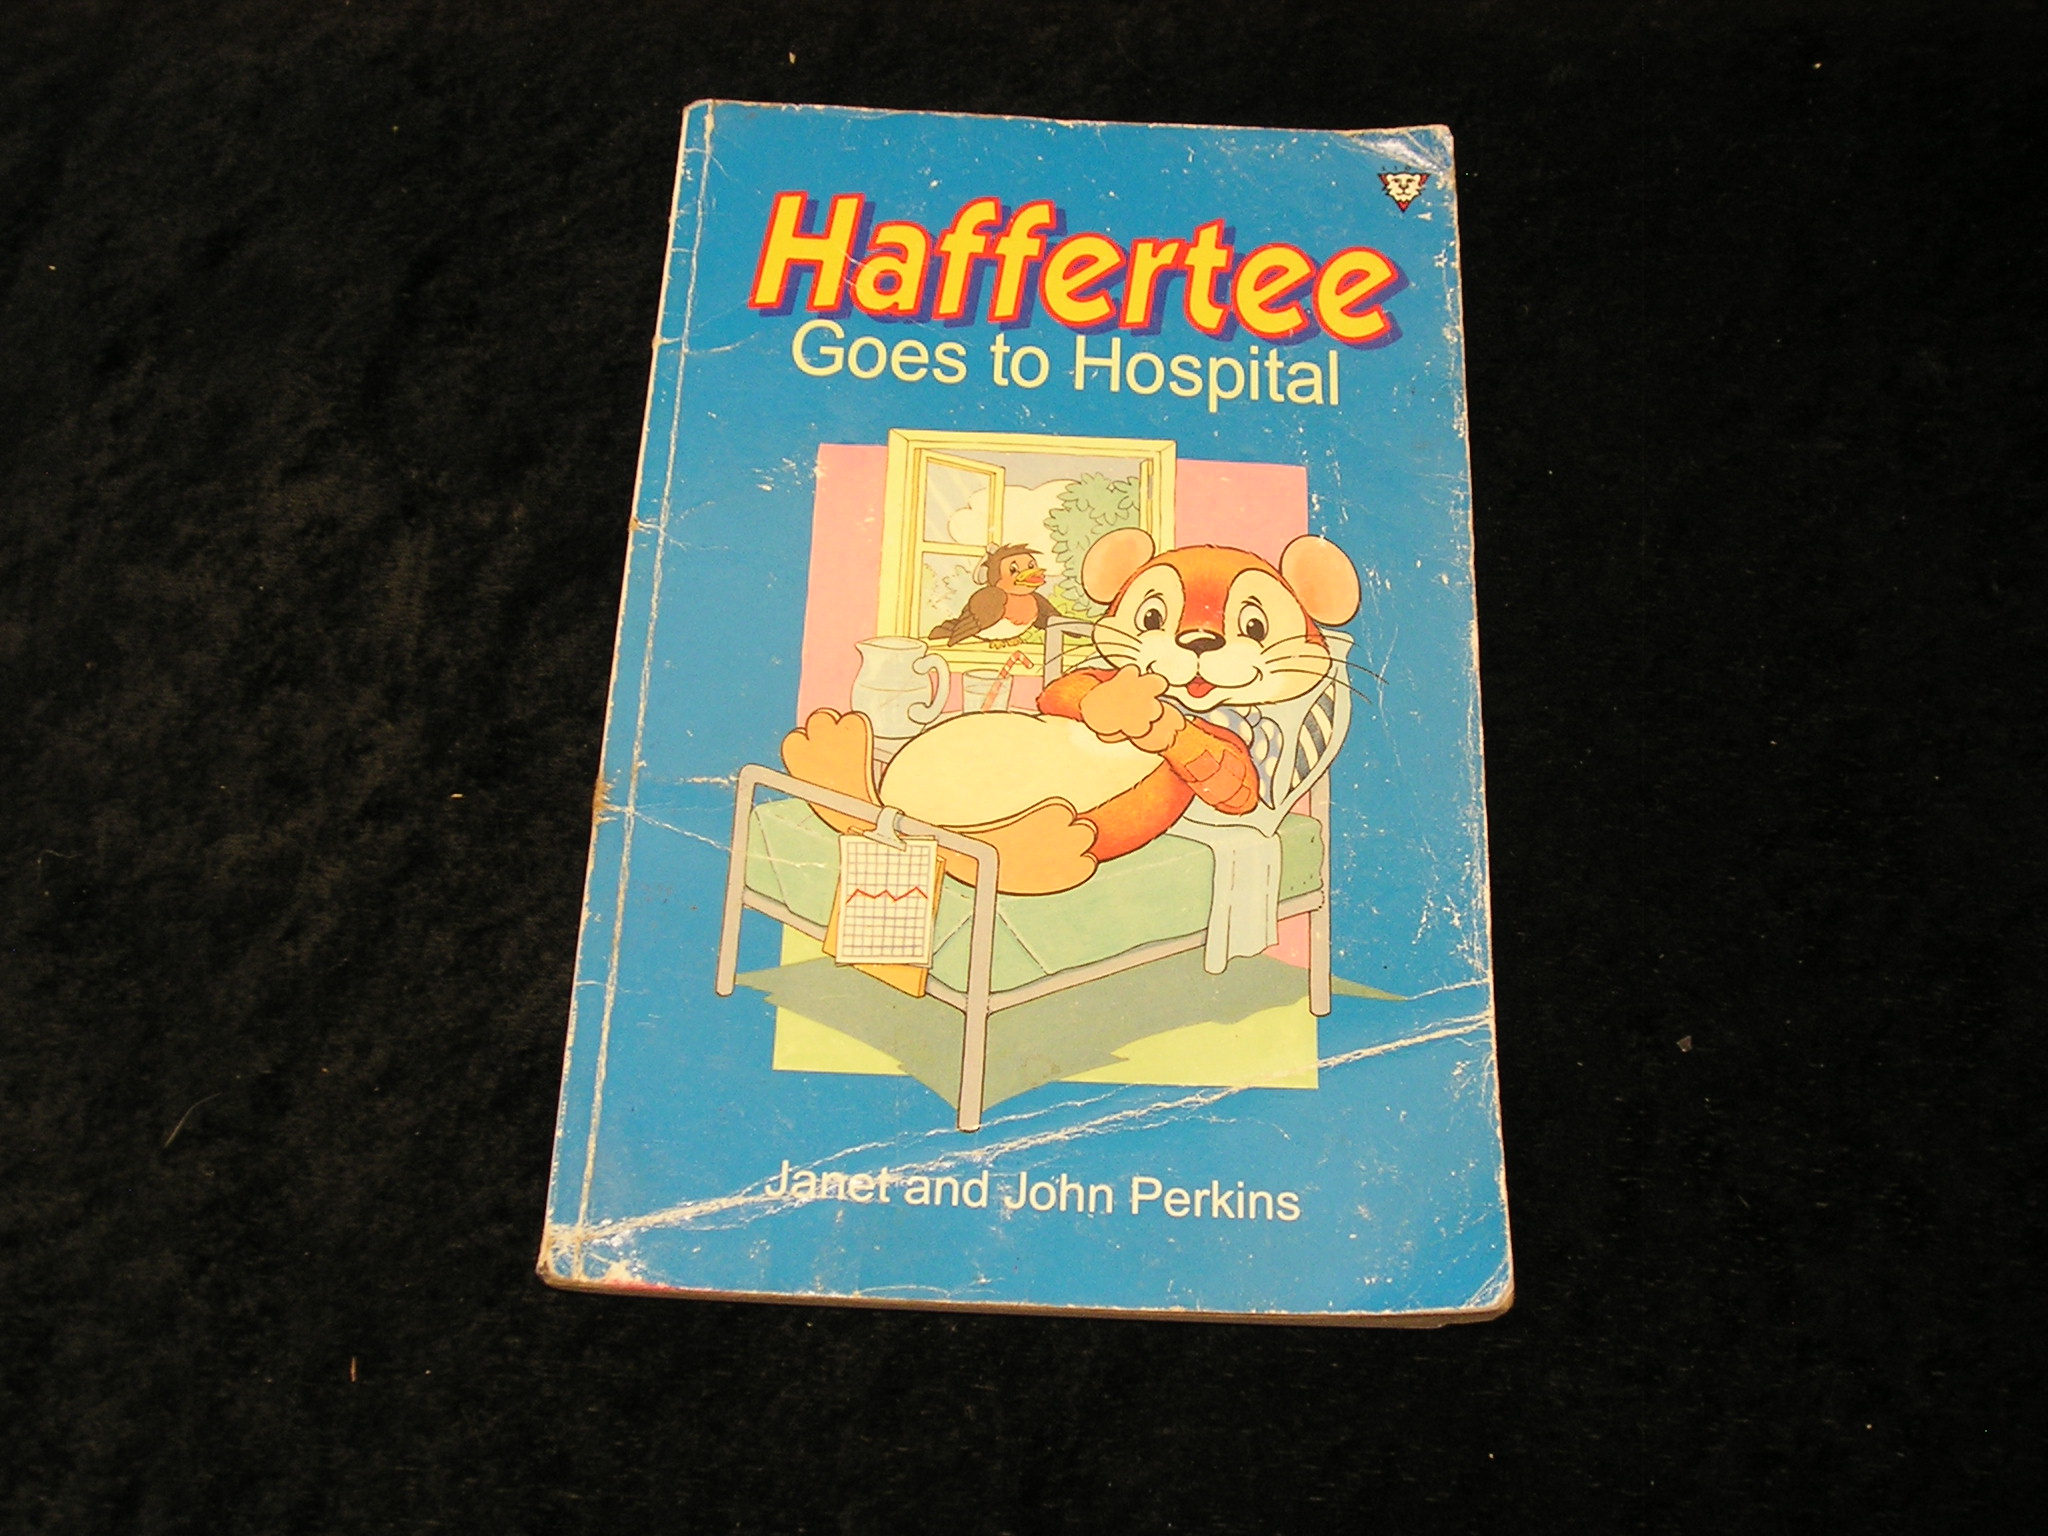 Haffertee
Goes to Hospital
Janet and John Perkins